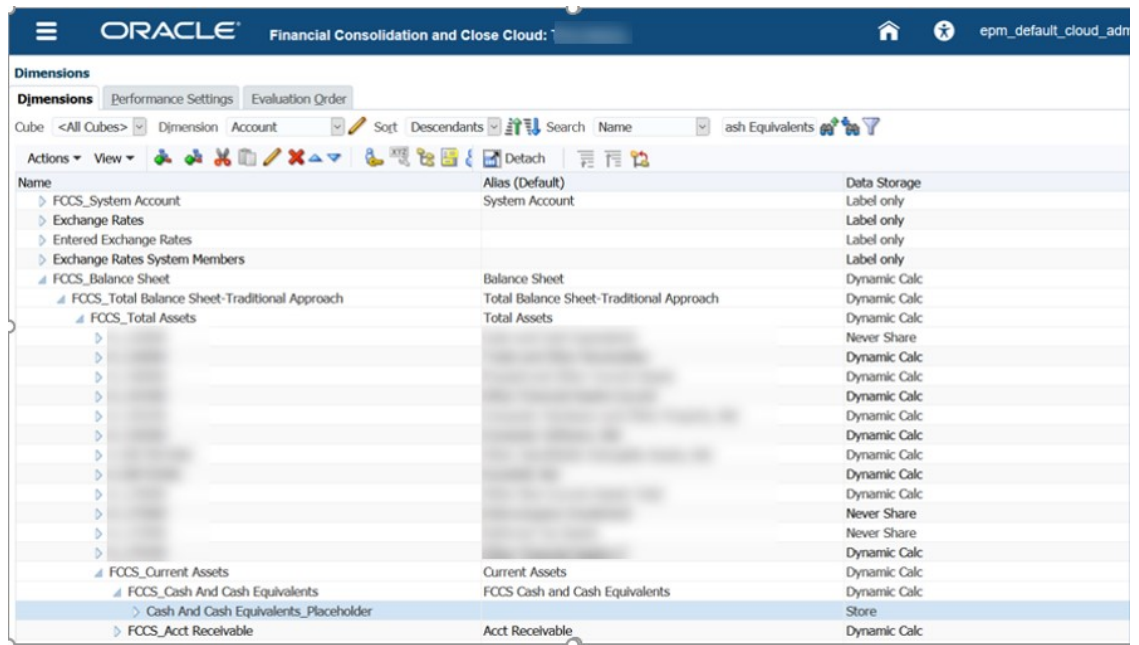 ORACLE Financial Consolidation and Close Cloud: epm_default_cloud_adm
Dimensions
Dimensions Performance Settings Evaluation Order
Cube <All Cubes> Dimension Account Sort Descendants Search Name ash Equivalents
Actions View Detach
Name Alias (Default) Data Storage
FCCS_System Account System Account Label only
Exchange Rates Label only
Entered Exchange Rates Label only
Exchange Rates System Members Label only
FCCS_Balance Sheet Balance Sheet Dynamic Calc
FCCS_Total Balance Sheet-Traditional Approach Total Balance Sheet-Traditional Approach Dynamic Calc
FCCS_Total Assets Total Assets Dynamic Calc
Never Share
Dynamic Calc
Dynamic Calc
Dynamic Calc
Dynamic Calc
Dynamic Calc
Dynamic Calc
Dynamic Calc
Dynamic Calc
Never Share
Never Share
Dynamic Calc
FCCS_Current Assets Current Assets Dynamic Calc
FCCS_Cash And Cash Equivalents FCCS Cash and Cash Equivalents Dynamic Calc
Cash And Cash Equivalents_Placeholder Store
FCCS_Acct Receivable Acct Receivable Dynamic Calc